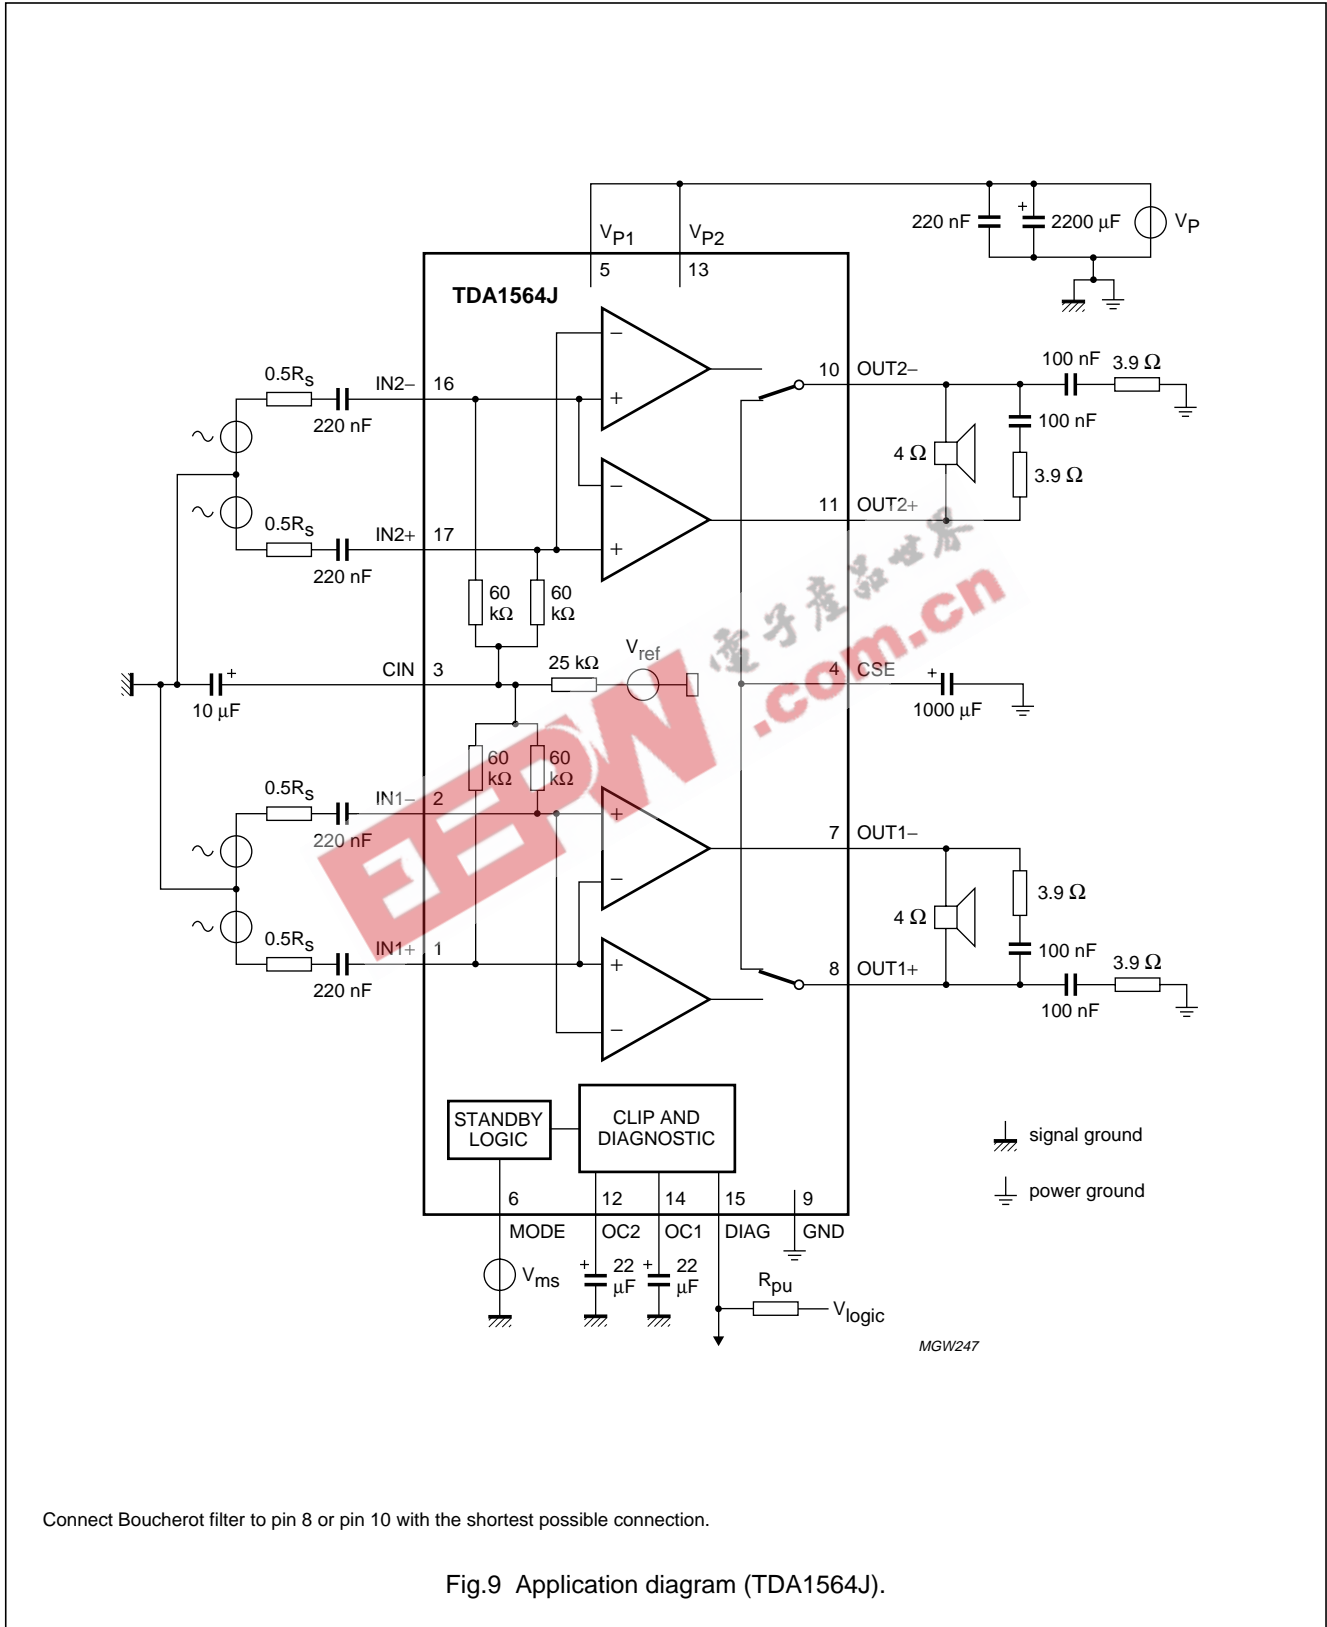 220 nF
+
2200 μF
VP
VP1
VP2
5
13
TDA1564J
0.5Rs
220 nF
IN2−
16
−
+
10
OUT2−
100 nF
3.9 Ω
100 nF
4 Ω
3.9 Ω
0.5Rs
220 nF
IN2+
17
−
+
11
OUT2+
60 kΩ
60 kΩ
電子產品世界
EEPW.com.cn
10 μF
+
CIN
3
25 kΩ
Vref
4
CSE
+
1000 μF
60 kΩ
60 kΩ
0.5Rs
220 nF
IN1−
2
+
−
7
OUT1−
3.9 Ω
4 Ω
100 nF
0.5Rs
220 nF
IN1+
1
+
−
8
OUT1+
100 nF
3.9 Ω
STANDBY
LOGIC
CLIP AND
DIAGNOSTIC
signal ground
power ground
6
12
14
15
9
MODE
OC2
OC1
DIAG
GND
Vms
+
22 μF
+
22 μF
Rpu
Vlogic
MGW247
Connect Boucherot filter to pin 8 or pin 10 with the shortest possible connection.
Fig.9 Application diagram (TDA1564J).